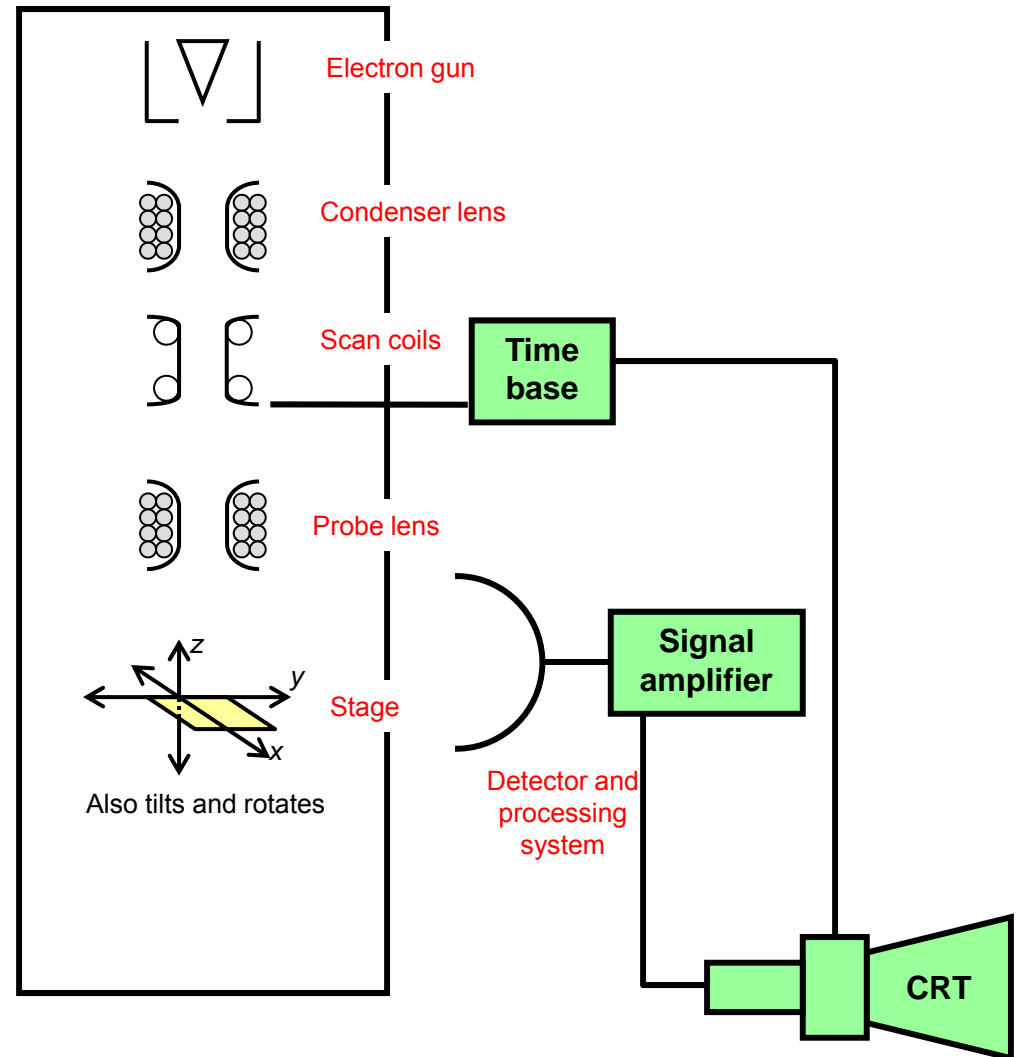 Electron gun
Condenser lens
Scan coils
Time
base
Probe lens
z
y
x
Stage
Also tilts and rotates
Signal
amplifier
Detector and
processing
system
CRT